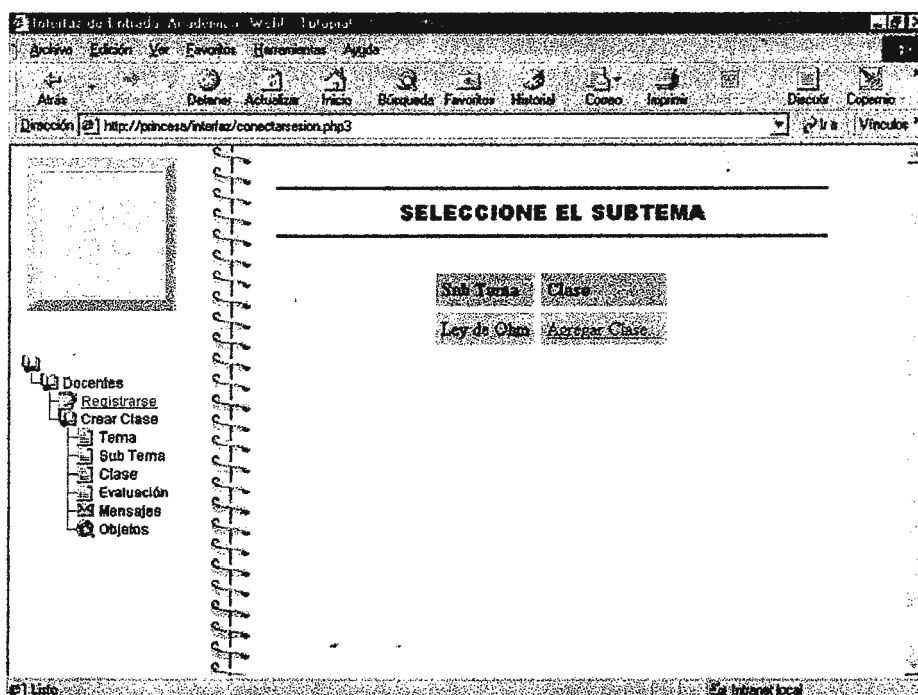 Interfaz de Entrada Academica WebF - Tutorial
Archivo Edición Ver Favoritos Herramientas Ayuda
Atrás Detener Actualizar Inicio Búsqueda Favoritos Historial Correo Imprimir Discutir Copernic
Dirección http://princesa/interfaz/conectarsesion.php3 Ir a Vínculos
SELECCIONE EL SUBTEMA
Sub Tema Clase
Ley de Ohm Agregar Clase...
Docentes
Registrarse
Crear Clase
Tema
Sub Tema
Clase
Evaluación
Mensajes
Objetos
Listo Intranet local